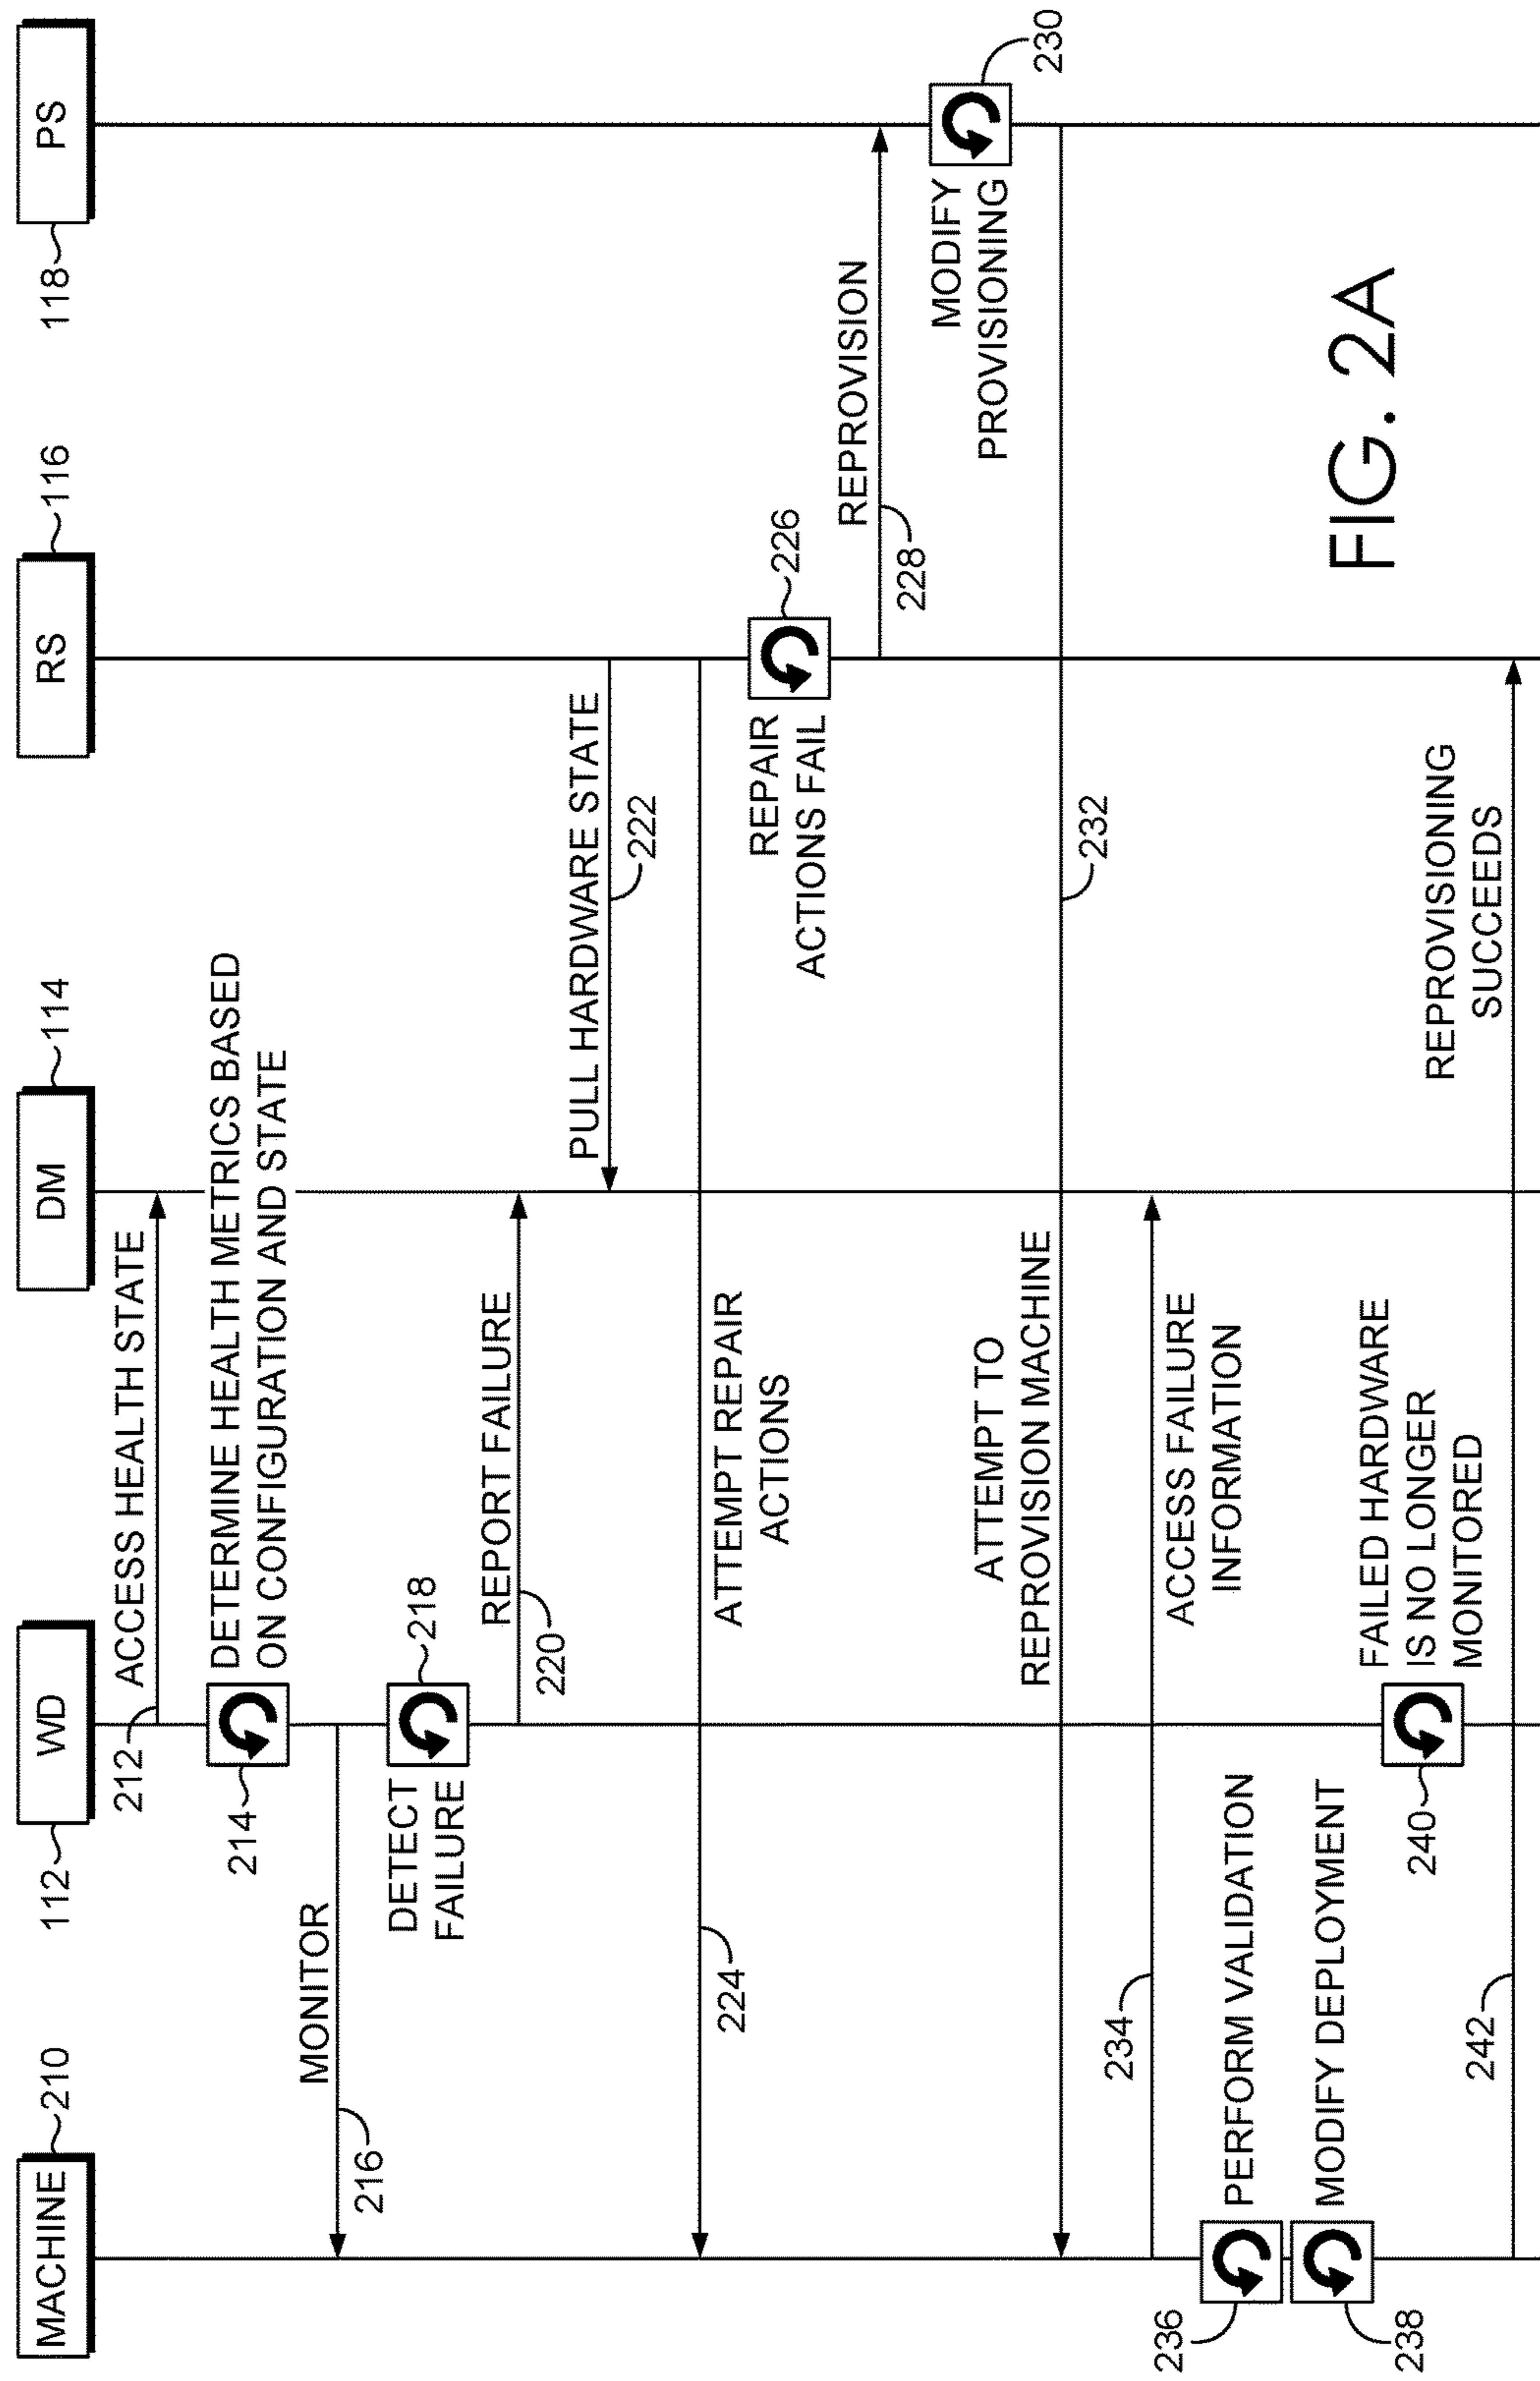 MACHINE
210
WD
112
DM
114
RS
116
PS
118
212
ACCESS HEALTH STATE
214
DETERMINE HEALTH METRICS BASED
ON CONFIGURATION AND STATE
MONITOR
216
DETECT
FAILURE
218
REPORT FAILURE
220
PULL HARDWARE STATE
222
ATTEMPT REPAIR
ACTIONS
224
REPAIR
ACTIONS FAIL
226
REPROVISION
228
MODIFY
PROVISIONING
230
ATTEMPT TO
REPROVISION MACHINE
232
234
ACCESS FAILURE
INFORMATION
236
PERFORM VALIDATION
238
MODIFY DEPLOYMENT
240
FAILED HARDWARE
IS NO LONGER
MONITORED
242
REPROVISIONING
SUCCEEDS
FIG. 2A